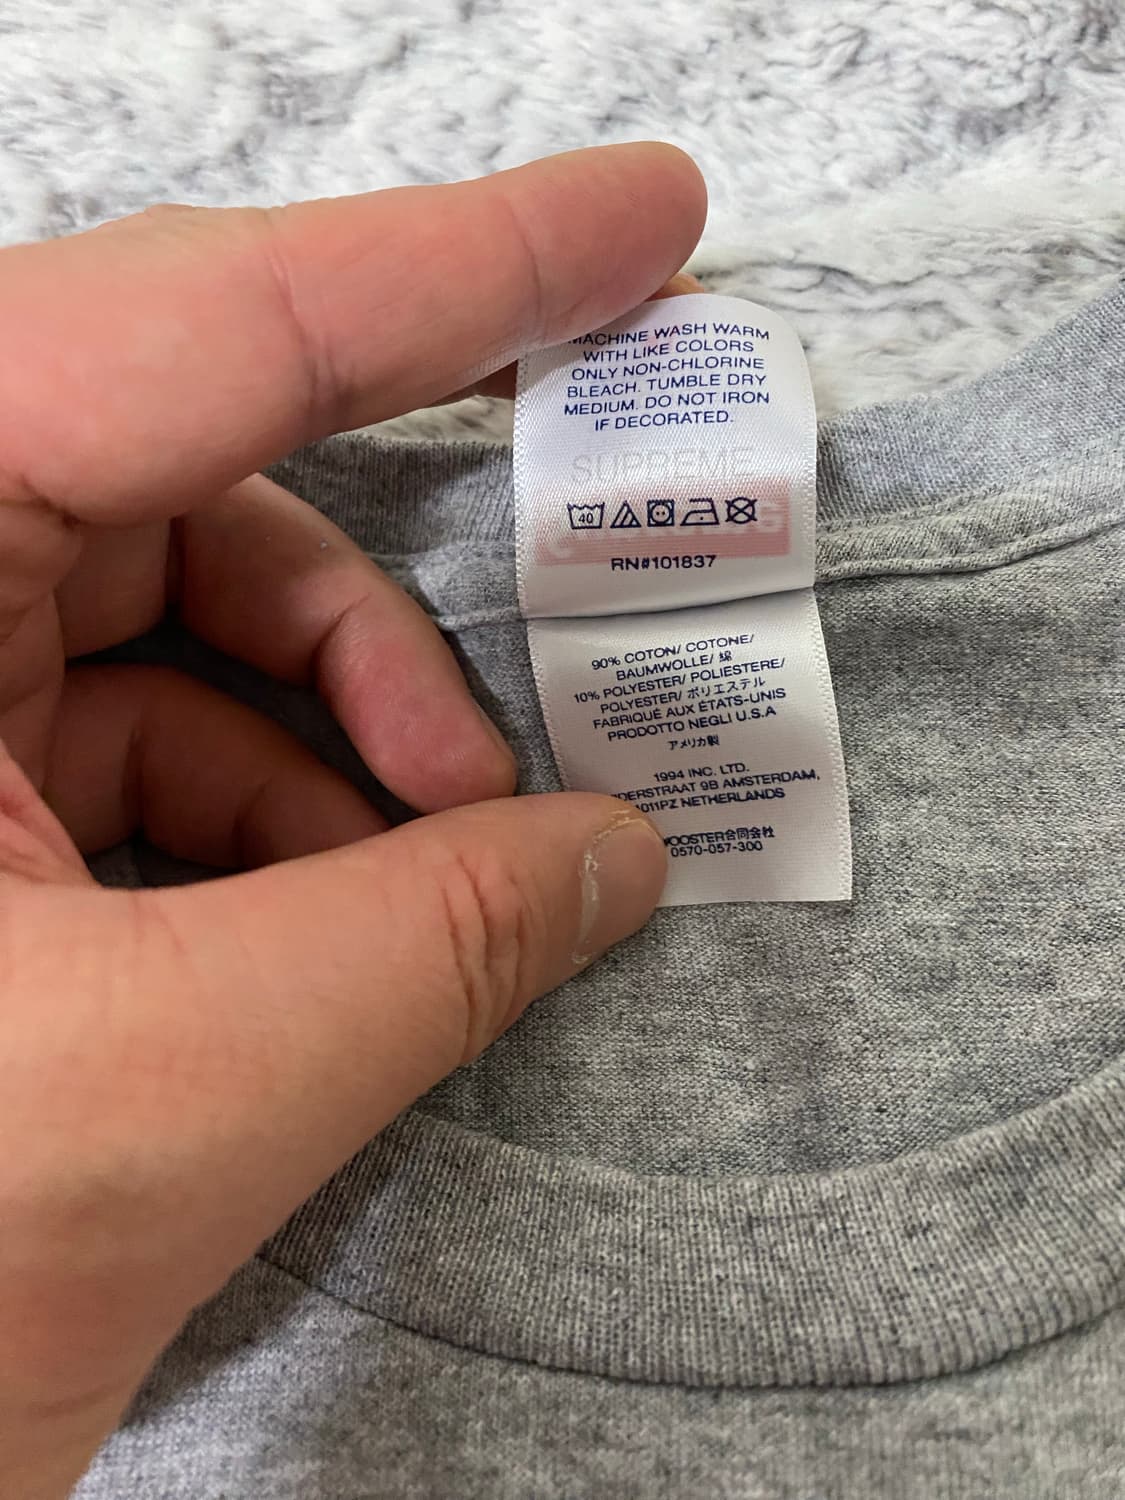 MACHINE WASH WARM
WITH LIKE COLORS
ONLY NON-CHLORINE
BLEACH. TUMBLE DRY
MEDIUM. DO NOT IRON
IF DECORATED.
SUPREME
40
RN#101837
90% COTON/ COTONE/
BAUMWOLLE/ 綿
10% POLYESTER/ POLIESTERE/
POLYESTER/ ポリエステル
FABRIQUÉ AUX ÉTATS-UNIS
PRODOTTO NEGLI U.S.A
アメリカ製
1994 INC. LTD.
9B AMSTERDAM,
1011PZ NETHERLANDS
OOSTER合同会社
0570-057-300